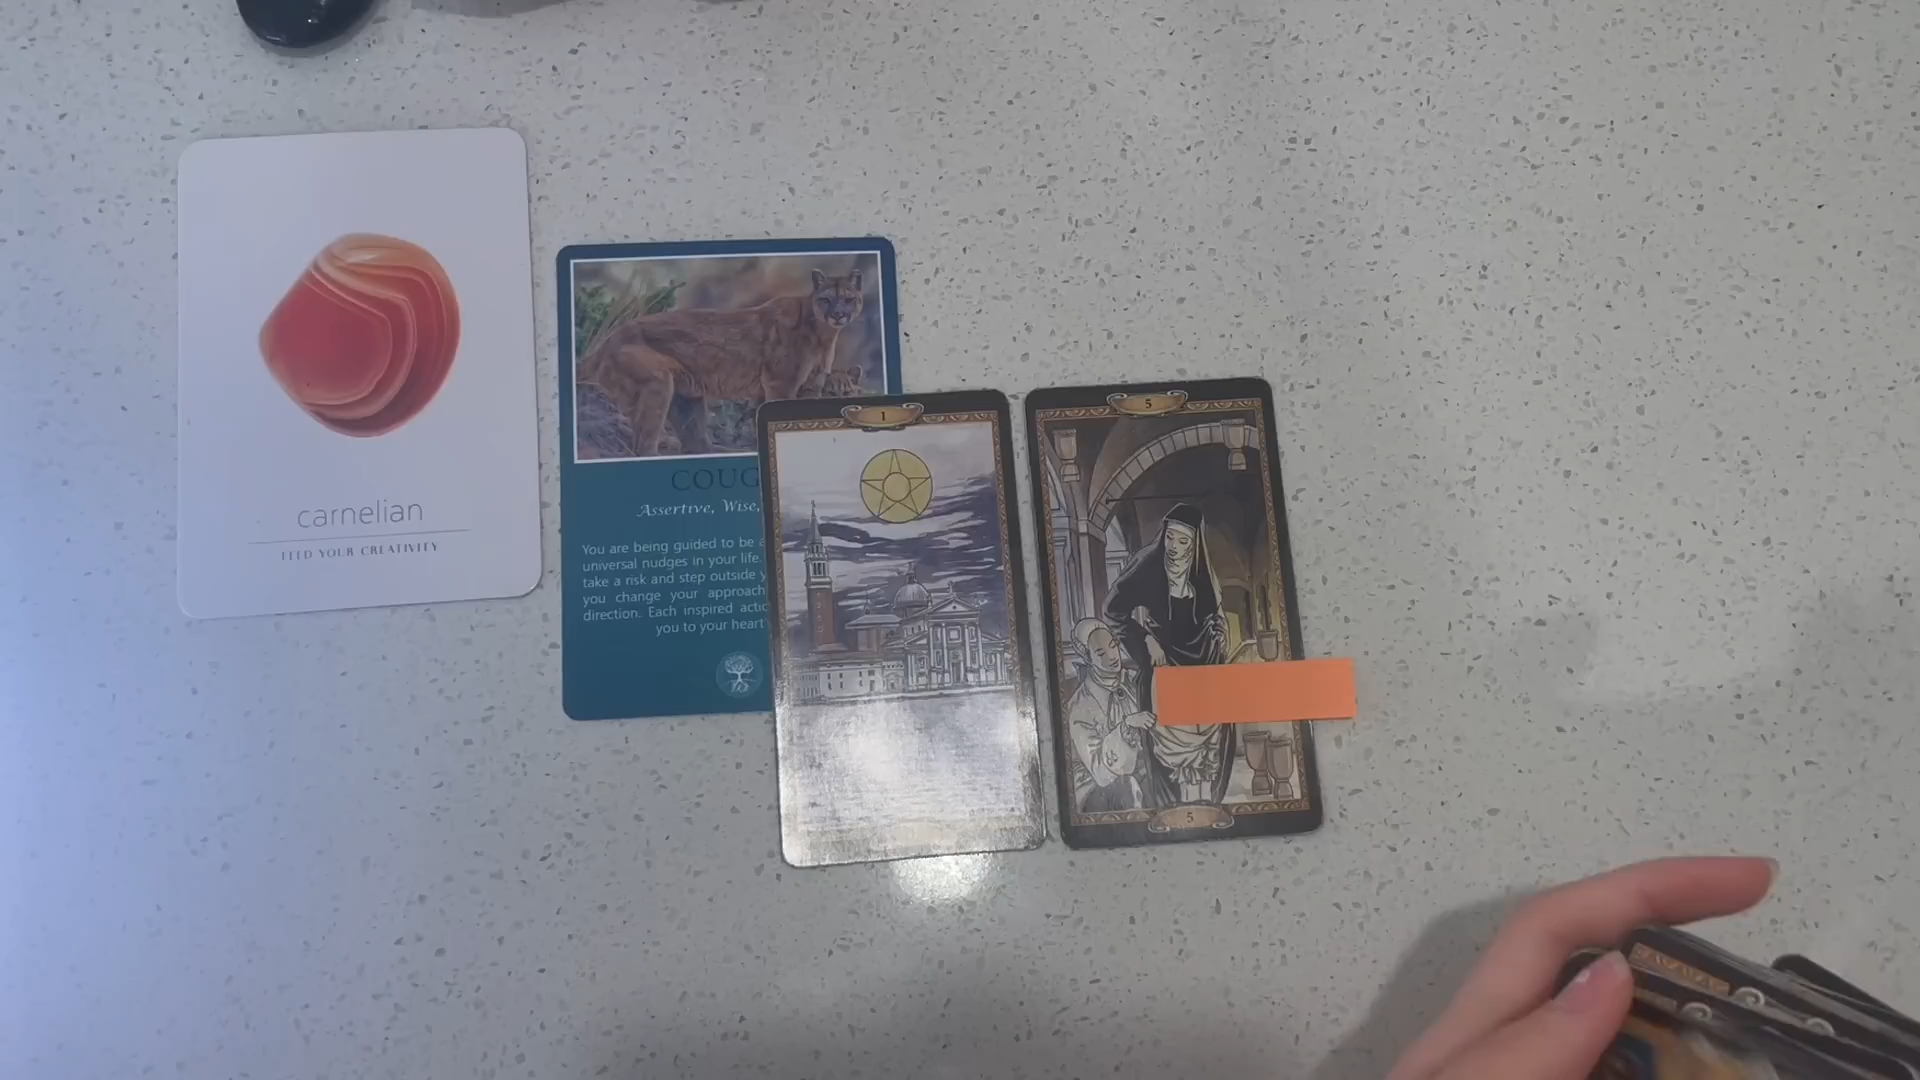 carnelian
FEED YOUR CREATIVITY
COUG
Assertive, Wise,
You are being guided to be a
universal nudges in your life.
take a risk and step outside y
you change your approach
direction. Each inspired actio
you to your heart
1
5
5